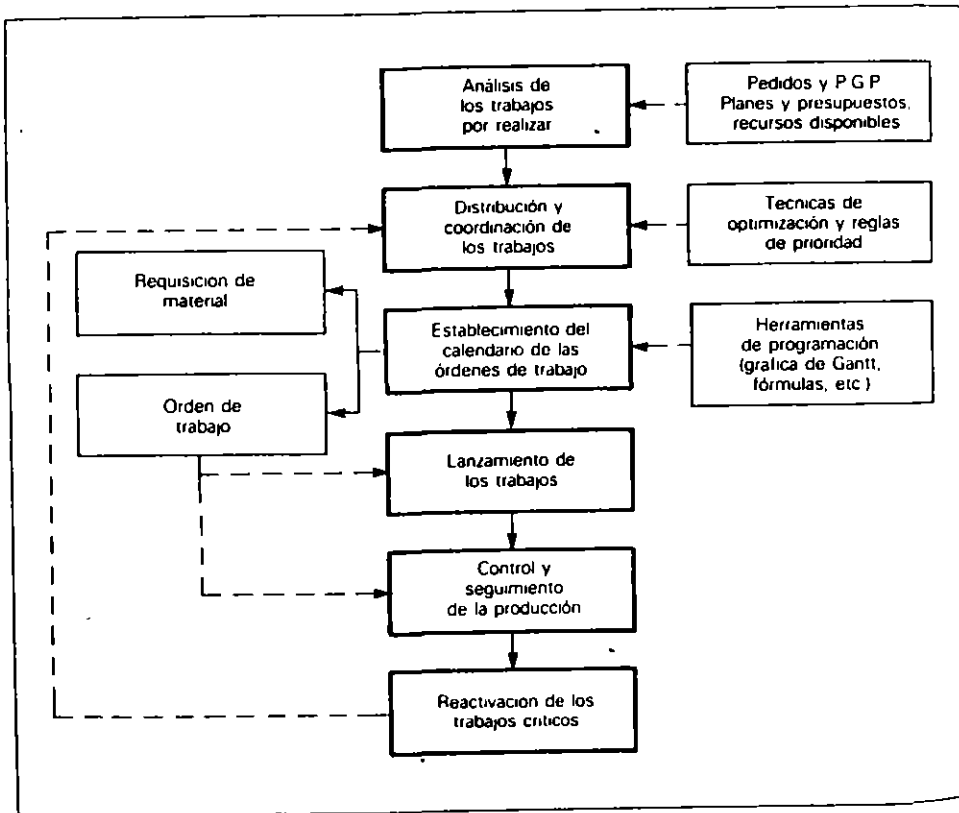 Análisis de
los trabajos
por realizar
Pedidos y P G P
Planes y presupuestos,
recursos disponibles
Distribución y
coordinación de
los trabajos
Tecnicas de
optimización y reglas
de prioridad
Requisicion de
material
Establecimiento del
calendario de las
órdenes de trabajo
Herramientas
de programación
(grafica de Gantt,
fórmulas, etc )
Orden de
trabajo
Lanzamiento de
los trabajos
Control y
seguimiento
de la producción
Reactivación de los
trabajos criticos